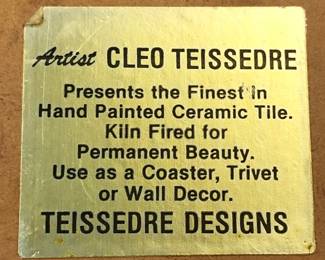 Artist CLEO TEISSEDRE
Presents the Finest in
Hand Painted Ceramic Tile.
Kiln Fired for
Permanent Beauty.
Use as a Coaster, Trivet
or Wall Decor.
TEISSEDRE DESIGNS